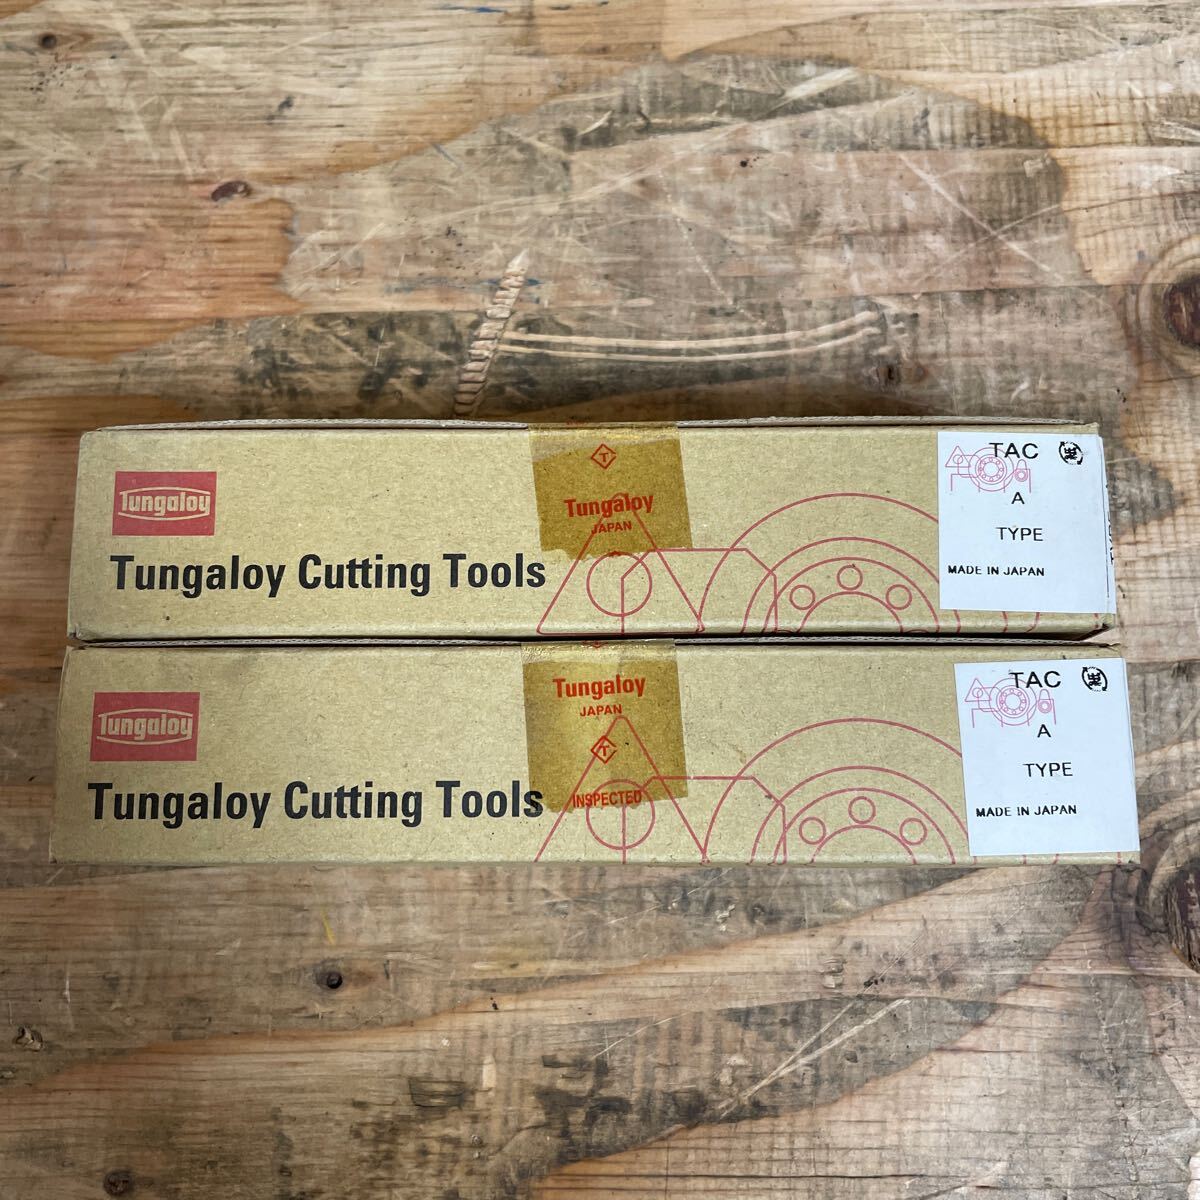 Tungaloy
Tungaloy Cutting Tools
T
Tungaloy
JAPAN
TAC
A
TYPE
MADE IN JAPAN
Tungaloy
Tungaloy Cutting Tools
Tungaloy
JAPAN
T
INSPECTED
TAC
A
TYPE
MADE IN JAPAN